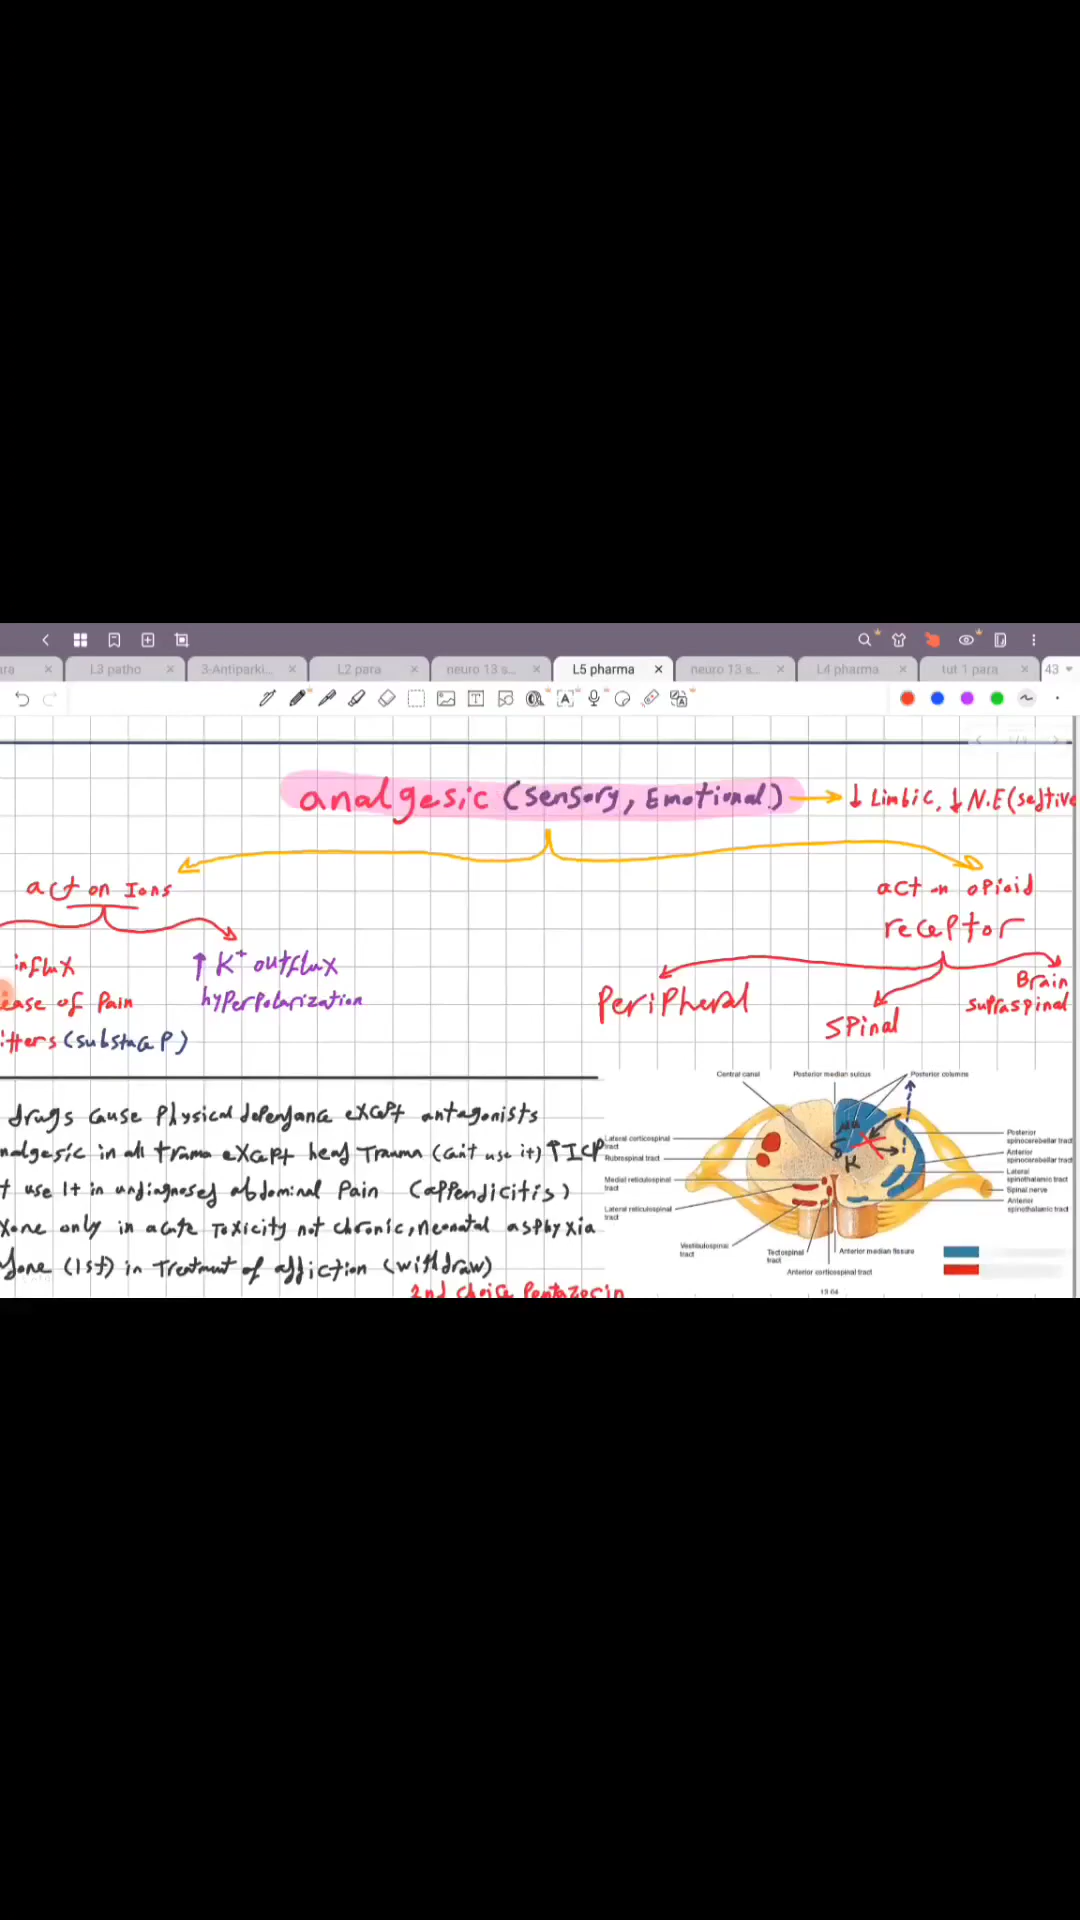 ara
L3 patho
3-Antiparki...
L2 para
neuro 13 s...
L5 pharma
neuro 13 s...
L4 pharma
tut 1 para
43
analgesic (sensory, Emotional) → ↓ Limbic, ↓ N.E (
act on Ions
act on opioid
receptor
influx
ease of Pain
itters (
↑ K+ outflux
hyperpolarization
Peripheral
Spinal
Brain
supraspinal
drugs cause Physical dependance except antagonists
nalgesic in all trama except head Trauma (can't use it) ↑ICP
t use It in undiagnosed abdominal Pain (appendicitis)
xone only in acute Toxicity not chronic, neonatal asphyxia
done (1st) in Treatment of addiction (withdraw)
2nd choice Pentazocin
Central canal
Posterior median sulcus
Posterior columns
Lateral corticospinal
tract
Rubrospinal tract
Medial reticulospinal
tract
Lateral reticulospinal
tract
Vestibulospinal
tract
Tectospinal
tract
Anterior corticospinal tract
Anterior median fissure
Posterior
spinocerebellar tract
Anterior
spinocerebellar tract
Lateral
spinothalamic tract
Spinal nerve
Anterior
spinothalamic tract
δ
K